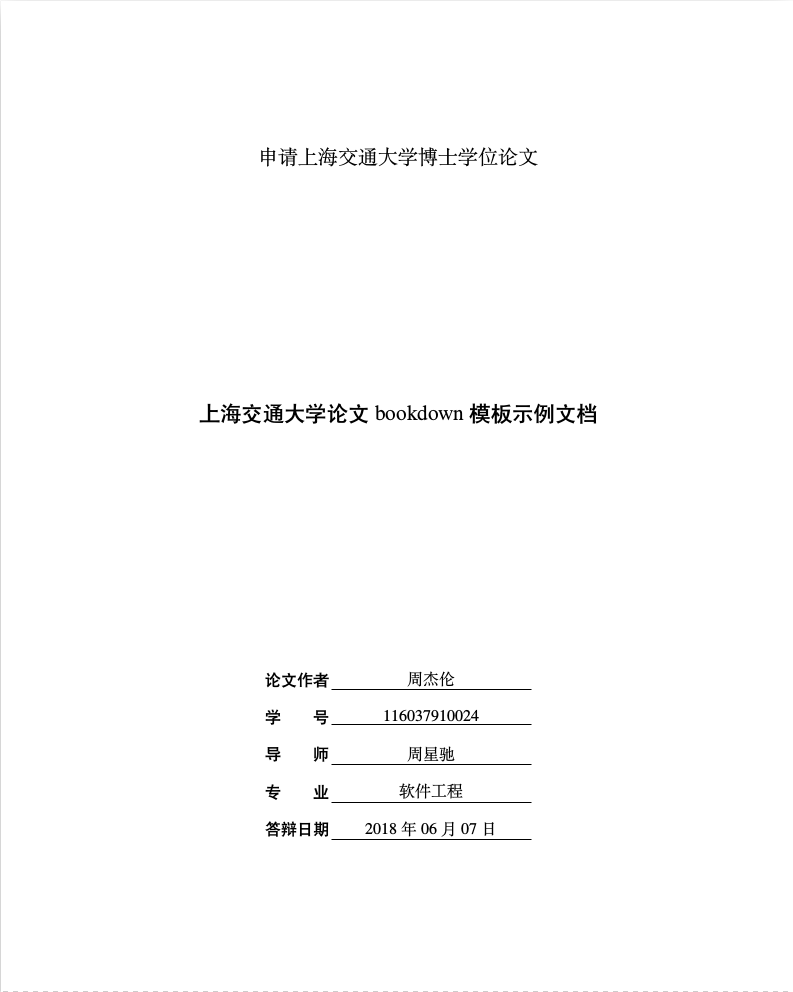 申请上海交通大学博士学位论文
上海交通大学论文 bookdown 模板示例文档
论文作者 周杰伦
学 号 116037910024
导 师 周星驰
专 业 软件工程
答辩日期 2018 年 06 月 07 日